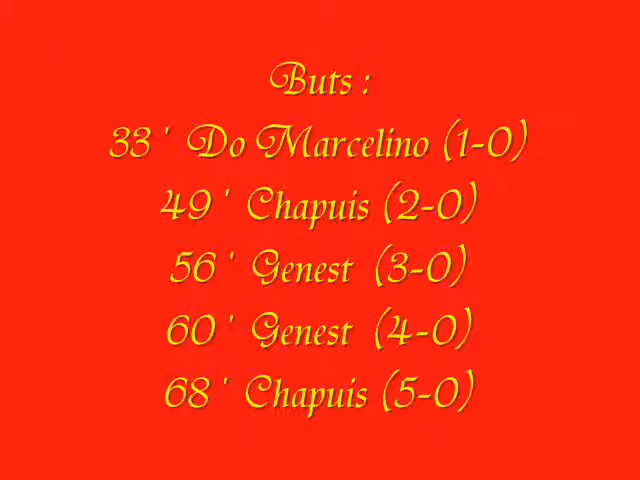 Buts :
33 ' Do Marcelino (1-0)
49 ' Chapuis (2-0)
56 ' Genest (3-0)
60 ' Genest (4-0)
68 ' Chapuis (5-0)